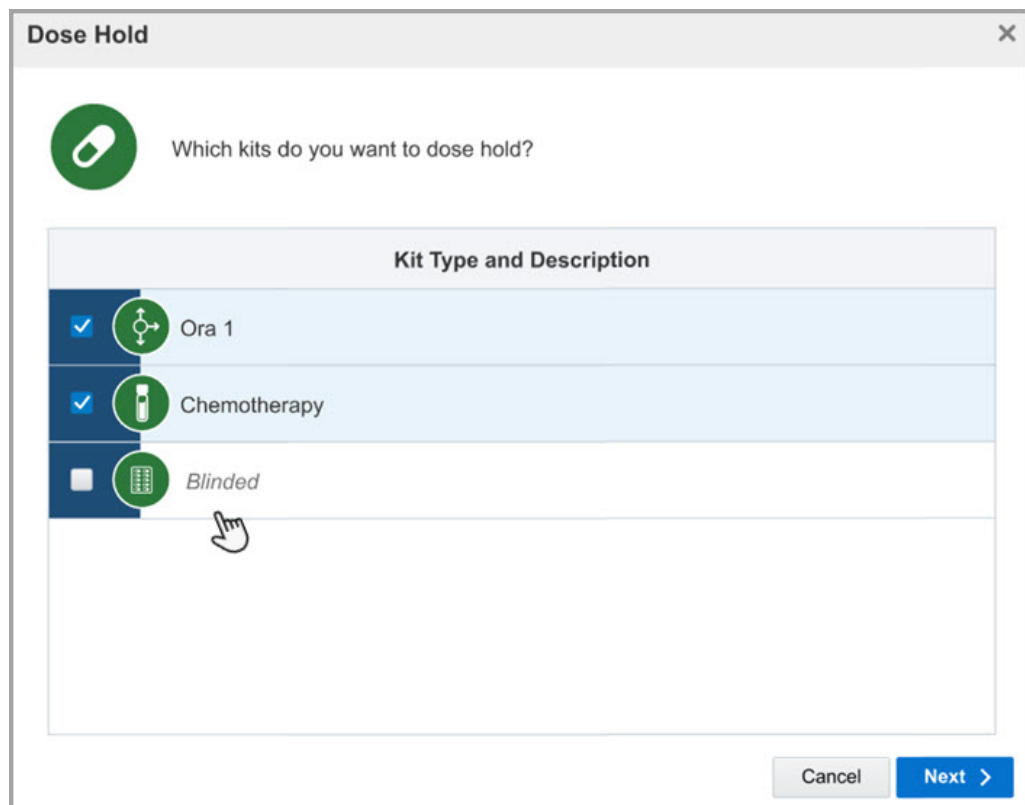 Dose Hold
Which kits do you want to dose hold?
Kit Type and Description
Ora 1
Chemotherapy
Blinded
Cancel
Next